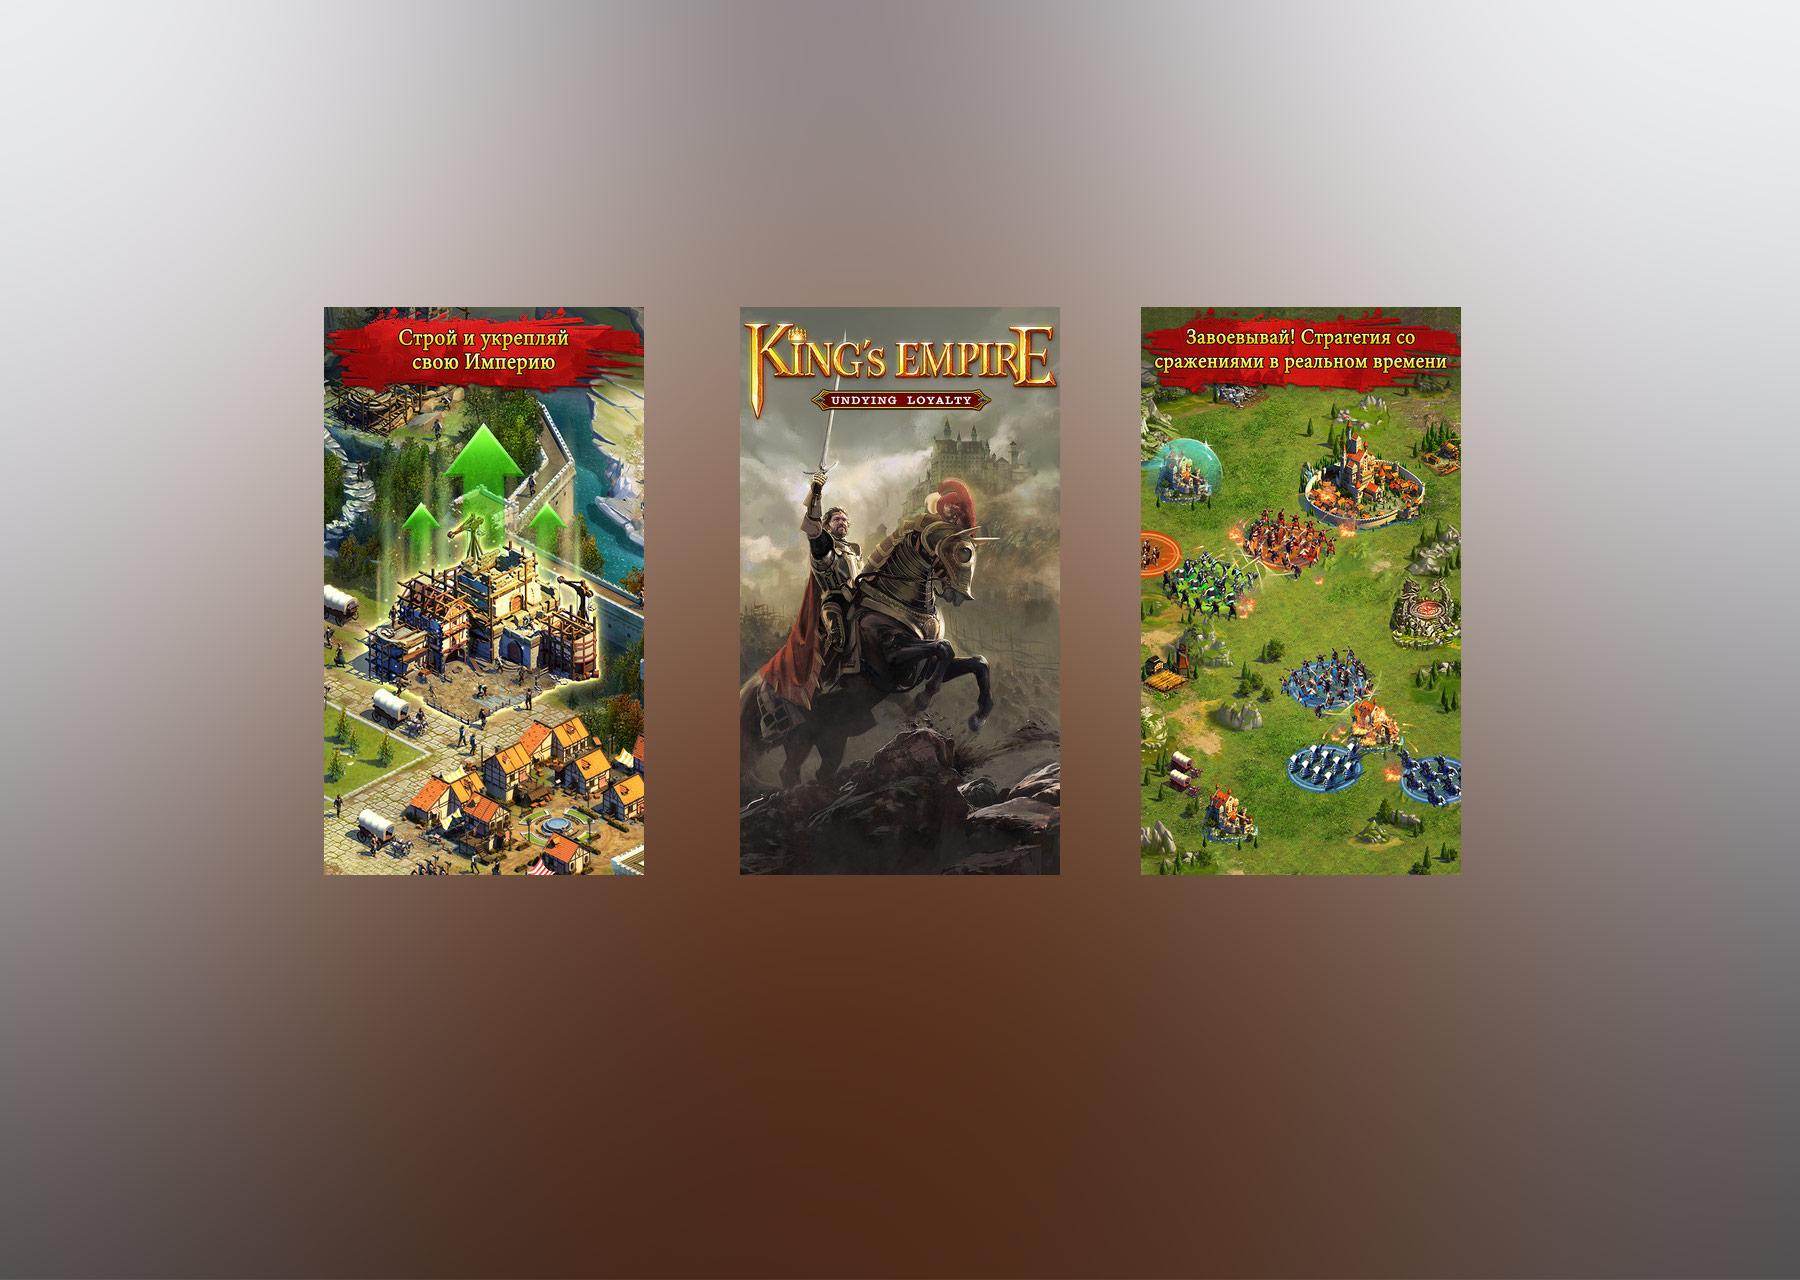 Строй и укрепляй
свою Империю
KING'S EMPIRE
UNDYING LOYALTY
Завоевывай! Стратегия со
сражениями в реальном времени